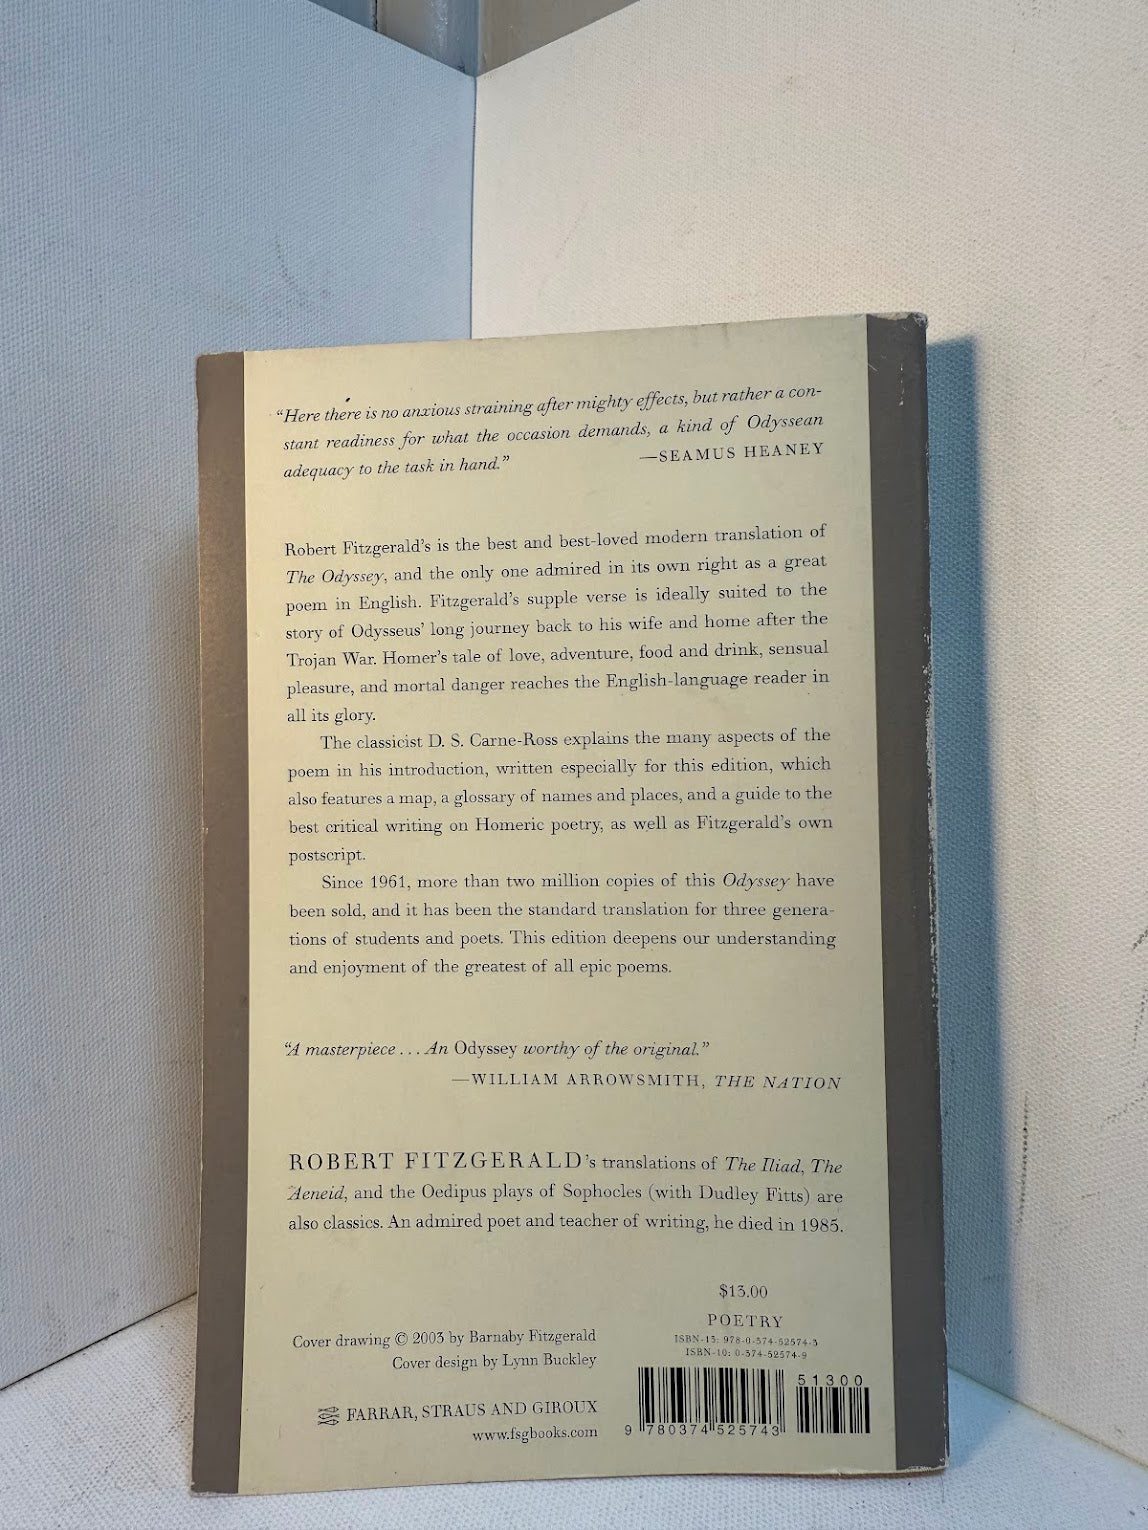 “Here there is no anxious straining after mighty effects, but rather a con-
stant readiness for what the occasion demands, a kind of Odyssean
adequacy to the task in hand.” —SEAMUS HEANEY
Robert Fitzgerald’s is the best and best-loved modern translation of
The Odyssey, and the only one admired in its own right as a great
poem in English. Fitzgerald’s supple verse is ideally suited to the
story of Odysseus’ long journey back to his wife and home after the
Trojan War. Homer’s tale of love, adventure, food and drink, sensual
pleasure, and mortal danger reaches the English-language reader in
all its glory.
The classicist D. S. Carne-Ross explains the many aspects of the
poem in his introduction, written especially for this edition, which
also features a map, a glossary of names and places, and a guide to the
best critical writing on Homeric poetry, as well as Fitzgerald’s own
postscript.
Since 1961, more than two million copies of this Odyssey have
been sold, and it has been the standard translation for three genera-
tions of students and poets. This edition deepens our understanding
and enjoyment of the greatest of all epic poems.
“A masterpiece . . . An Odyssey worthy of the original.”
—WILLIAM ARROWSMITH, THE NATION
ROBERT FITZGERALD’s translations of The Iliad, The
Aeneid, and the Oedipus plays of Sophocles (with Dudley Fitts) are
also classics. An admired poet and teacher of writing, he died in 1985.
$13.00
POETRY
ISBN-13: 978-0-374-52574-3
ISBN-10: 0-374-52574-9
Cover drawing © 2003 by Barnaby Fitzgerald
Cover design by Lynn Buckley
FARRAR, STRAUS AND GIROUX
www.fsgbooks.com
51300
9 780374 525743